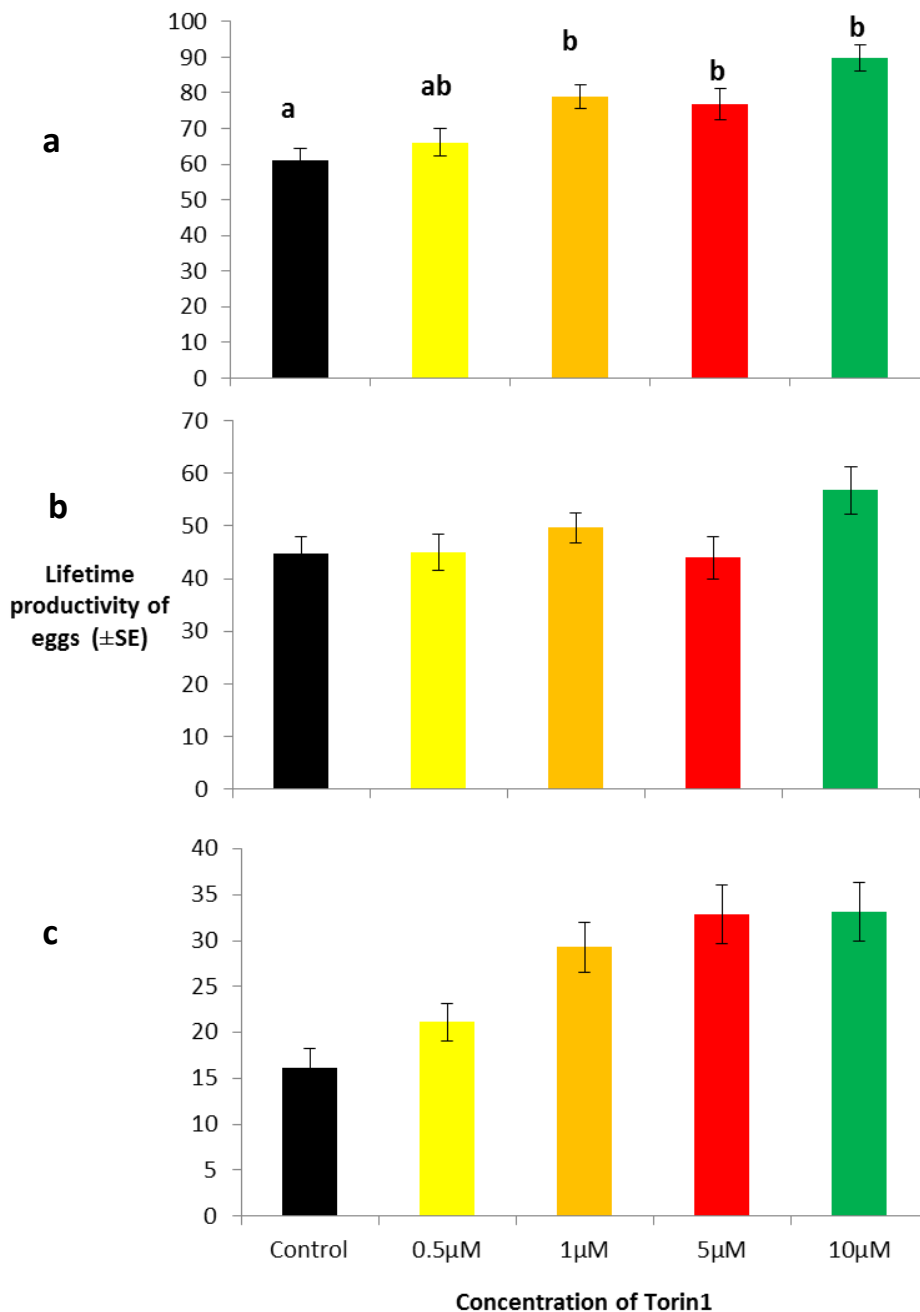 a
100
90
80
70
60
50
40
30
20
10
0
a
ab
b
b
b
b
Lifetime
productivity of
eggs (±SE)
70
60
50
40
30
20
10
0
c
40
35
30
25
20
15
10
5
0
Control 0.5µM 1µM 5µM 10µM
Concentration of Torin1